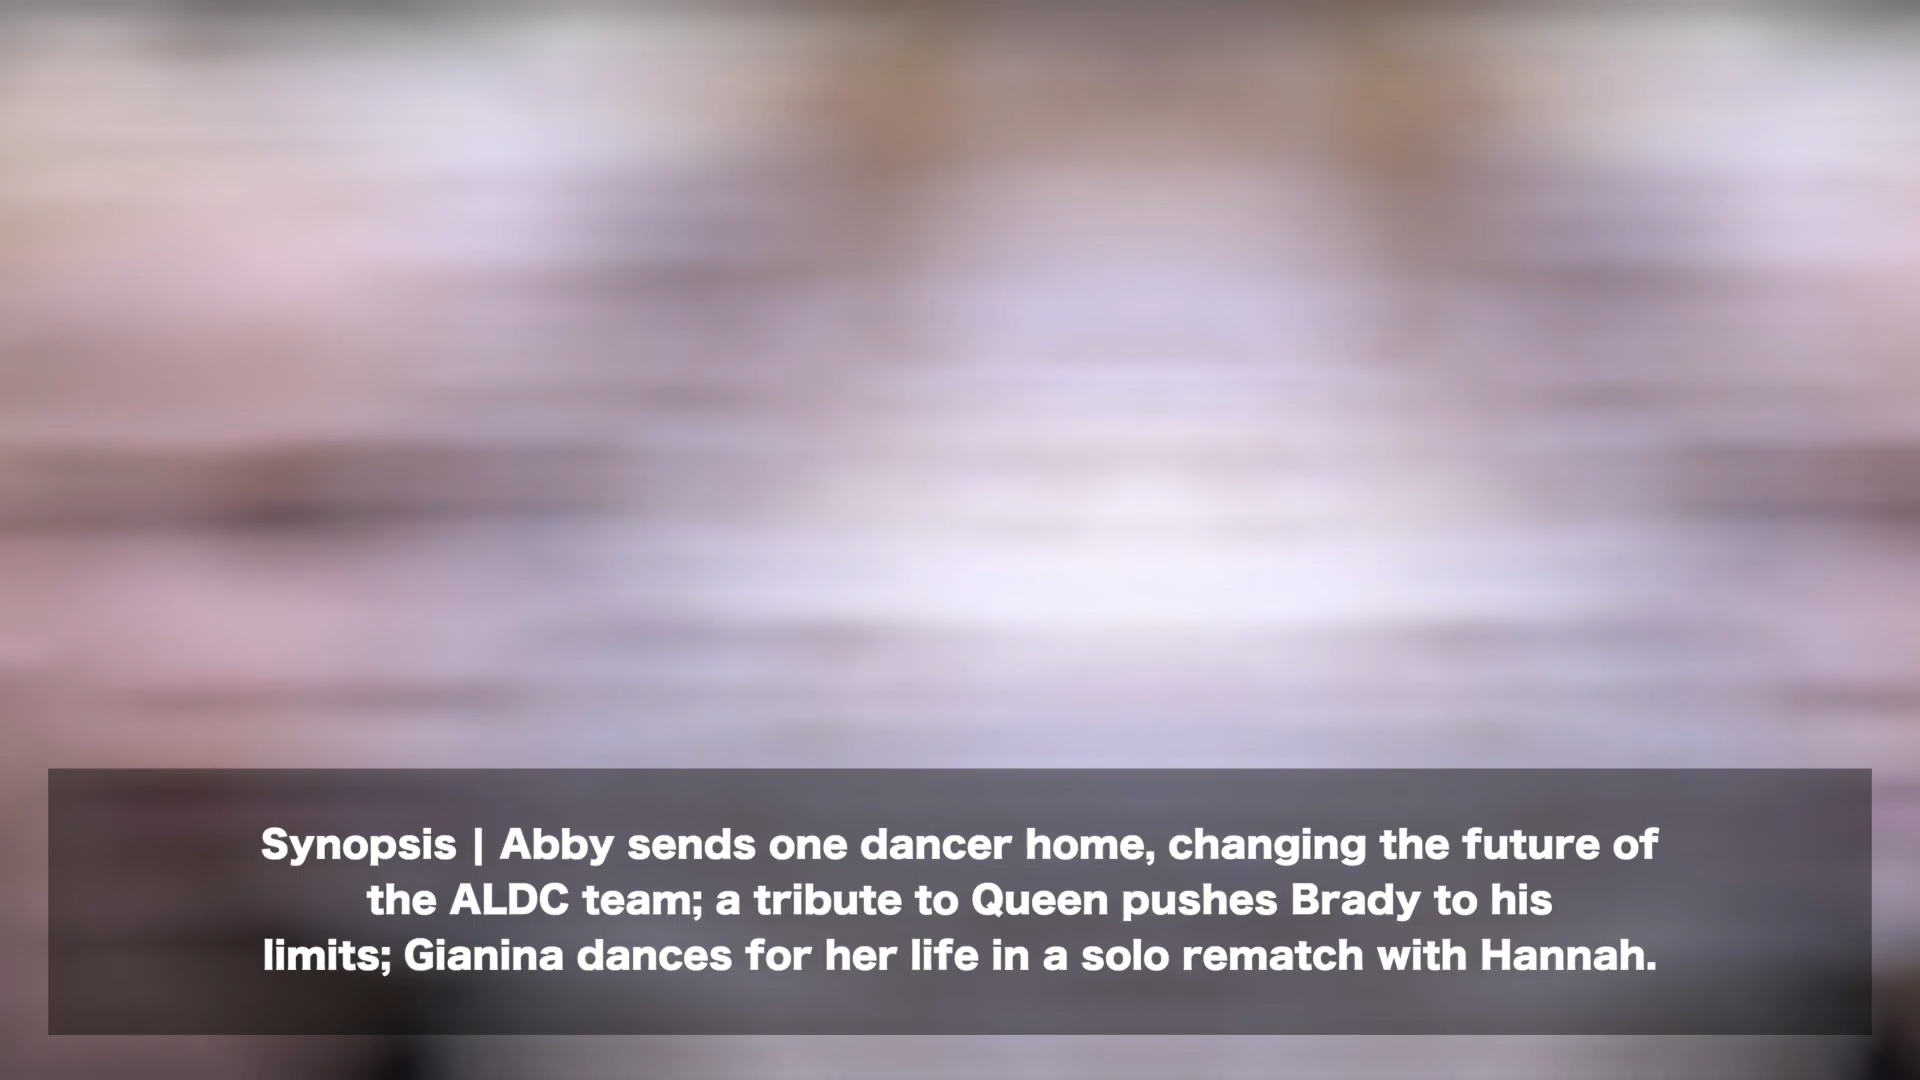 Synopsis | Abby sends one dancer home, changing the future of
the ALDC team; a tribute to Queen pushes Brady to his
limits; Gianina dances for her life in a solo rematch with Hannah.